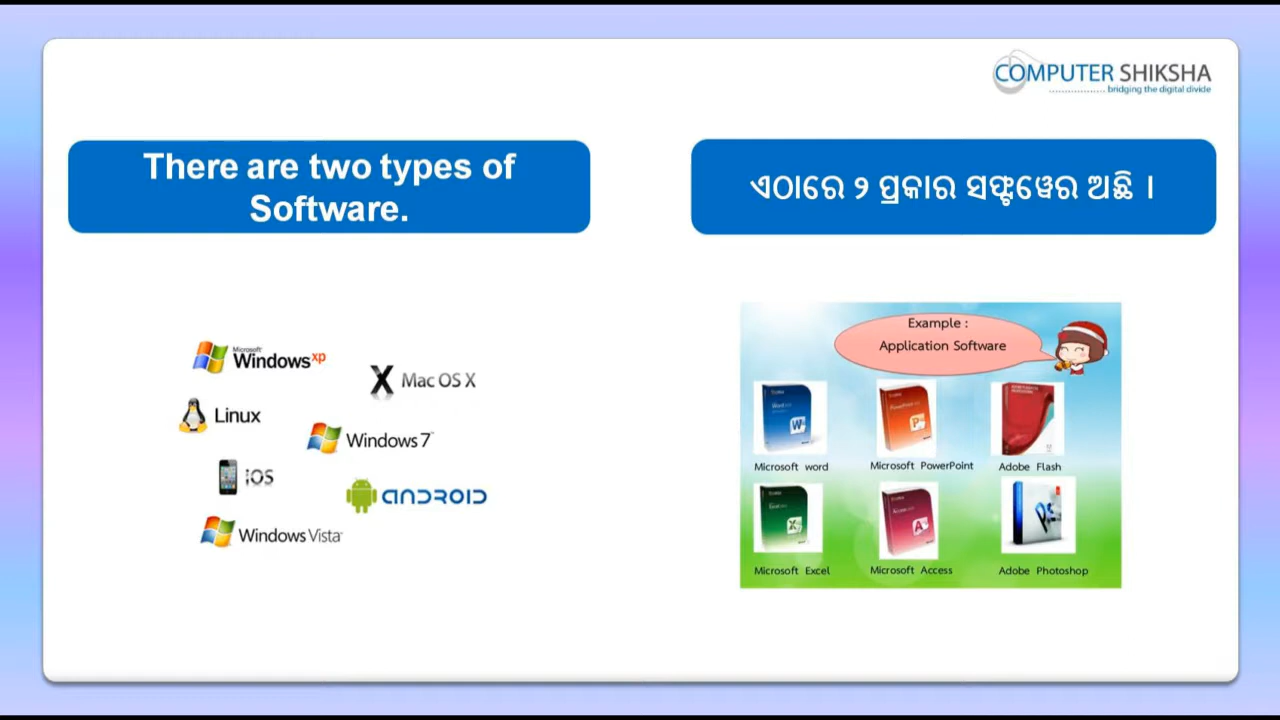 COMPUTER SHIKSHA
bridging the digital divide
There are two types of
Software.
ଏଠାରେ ୨ ପ୍ରକାର ସଫ୍ଟୱେର ଅଛି ।
Microsoft
Windows xp
Mac OS X
Linux
Windows 7
iOS
ANDROID
Windows Vista
Example :
Application Software
Microsoft word
Microsoft PowerPoint
Adobe Flash
Microsoft Excel
Microsoft Access
Adobe Photoshop